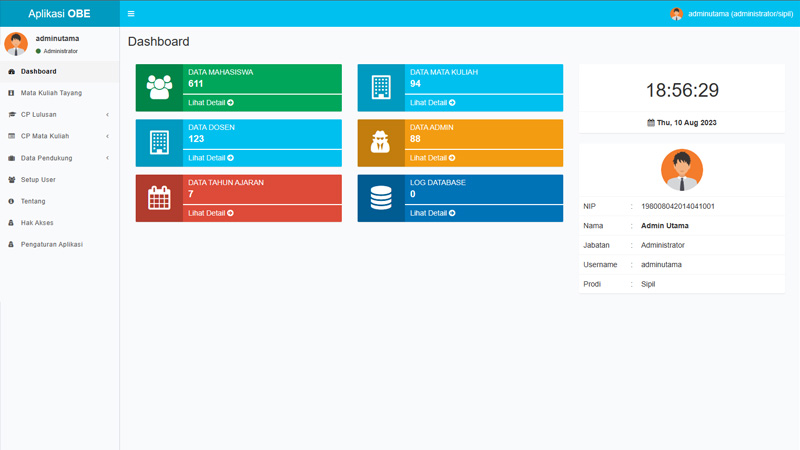 Aplikasi OBE
adminutama (administrator/sipil)
adminutama
Administrator
Dashboard
Mata Kuliah Tayang
CP Lulusan
CP Mata Kuliah
Data Pendukung
Setup User
Tentang
Hak Akses
Pengaturan Aplikasi
Dashboard
DATA MAHASISWA
611
Lihat Detail
DATA MATA KULIAH
94
Lihat Detail
DATA DOSEN
123
Lihat Detail
DATA ADMIN
88
Lihat Detail
DATA TAHUN AJARAN
7
Lihat Detail
LOG DATABASE
0
Lihat Detail
18:56:29
Thu, 10 Aug 2023
NIP : 198008042014041001
Nama : Admin Utama
Jabatan : Administrator
Username : adminutama
Prodi : Sipil